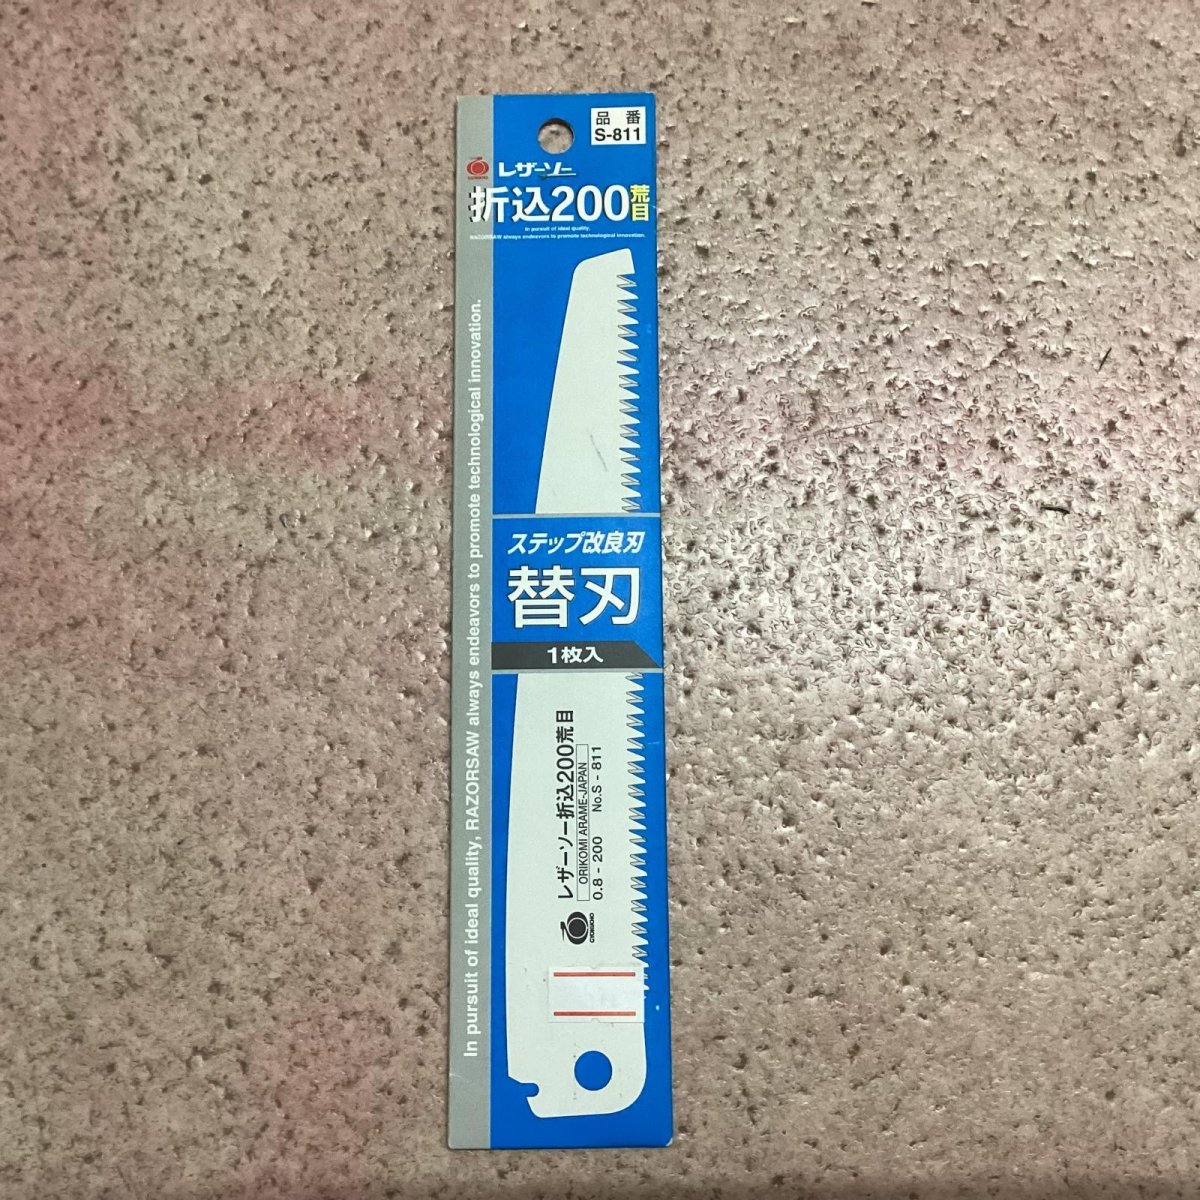 品番
S-811
レザーソー
折込200荒目
In pursuit of ideal quality,
RAZORSAW always endeavors to promote technological innovation.
In pursuit of ideal quality, RAZORSAW always endeavors to promote technological innovation.
ステップ改良刃
替刃
1枚入
レザーソー折込200荒目
ORIKOMI ARAME-JAPAN
0.8-200 No.S-811
GYOKUCHO